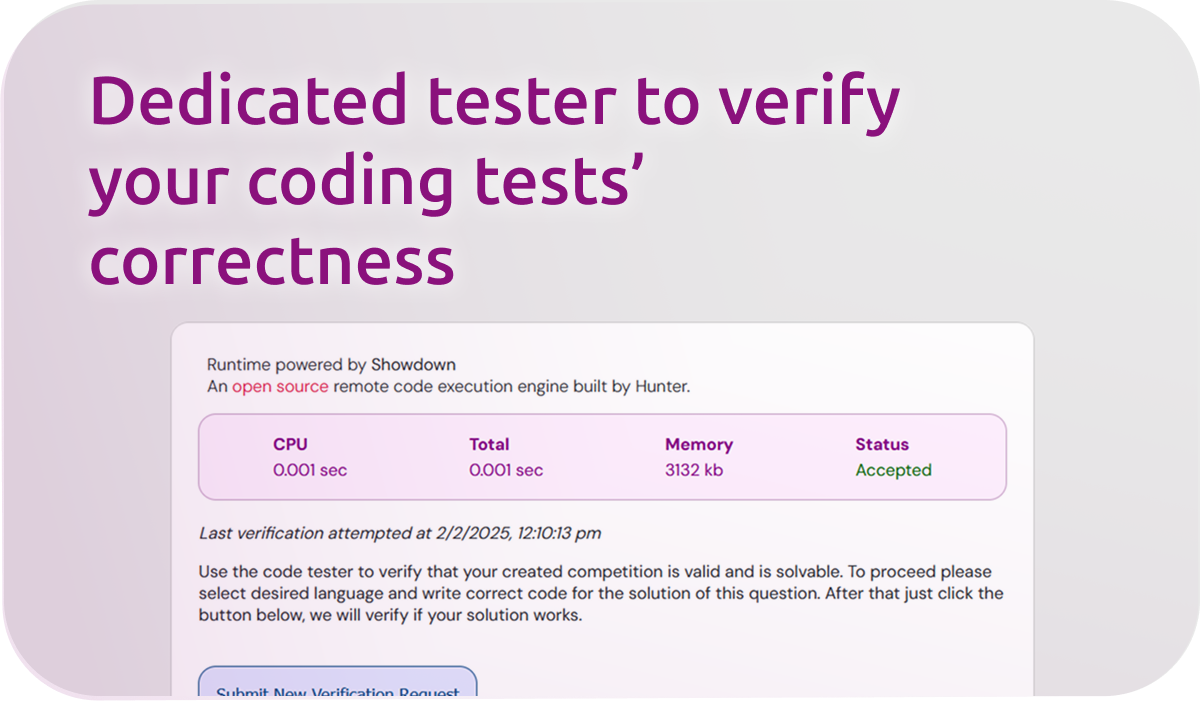 Dedicated tester to verify
your coding tests’
correctness
Runtime powered by Showdown
An open source remote code execution engine built by Hunter.
CPU Total Memory Status
0.001 sec 0.001 sec 3132 kb Accepted
Last verification attempted at 2/2/2025, 12:10:13 pm
Use the code tester to verify that your created competition is valid and is solvable. To proceed please
select desired language and write correct code for the solution of this question. After that just click the
button below, we will verify if your solution works.
Submit New Verification Request